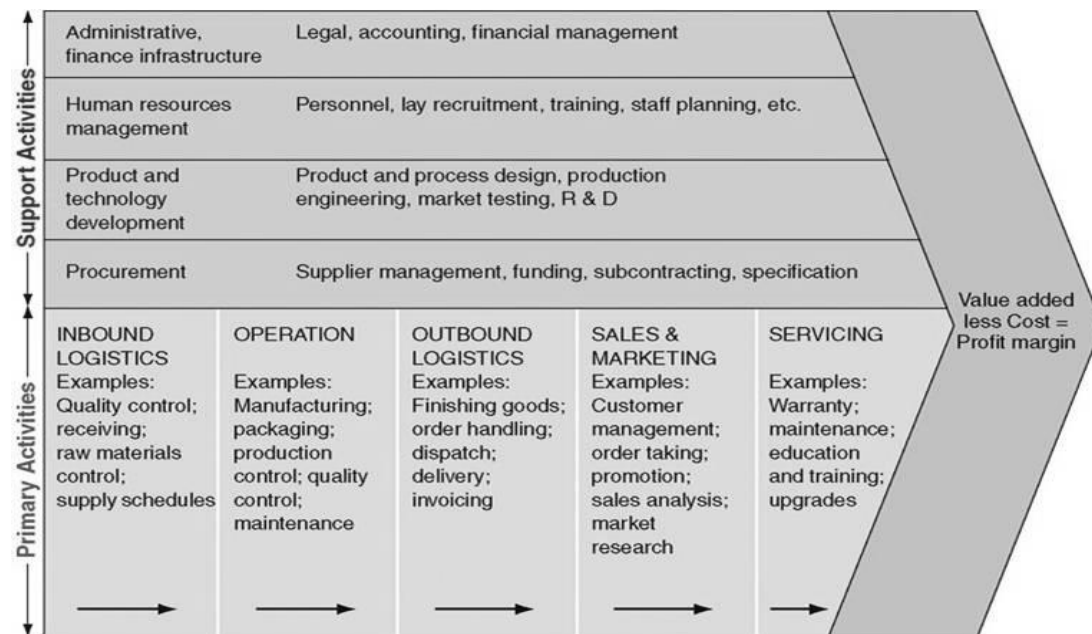 Support Activities
Administrative,
finance infrastructure
Legal, accounting, financial management
Human resources
management
Personnel, lay recruitment, training, staff planning, etc.
Product and
technology
development
Product and process design, production
engineering, market testing, R & D
Procurement
Supplier management, funding, subcontracting, specification
Primary Activities
INBOUND
LOGISTICS
Examples:
Quality control;
receiving;
raw materials
control;
supply schedules
OPERATION
Examples:
Manufacturing;
packaging;
production
control; quality
control;
maintenance
OUTBOUND
LOGISTICS
Examples:
Finishing goods;
order handling;
dispatch;
delivery;
invoicing
SALES &
MARKETING
Examples:
Customer
management;
order taking;
promotion;
sales analysis;
market
research
SERVICING
Examples:
Warranty;
maintenance;
education
and training;
upgrades
Value added
less Cost =
Profit margin